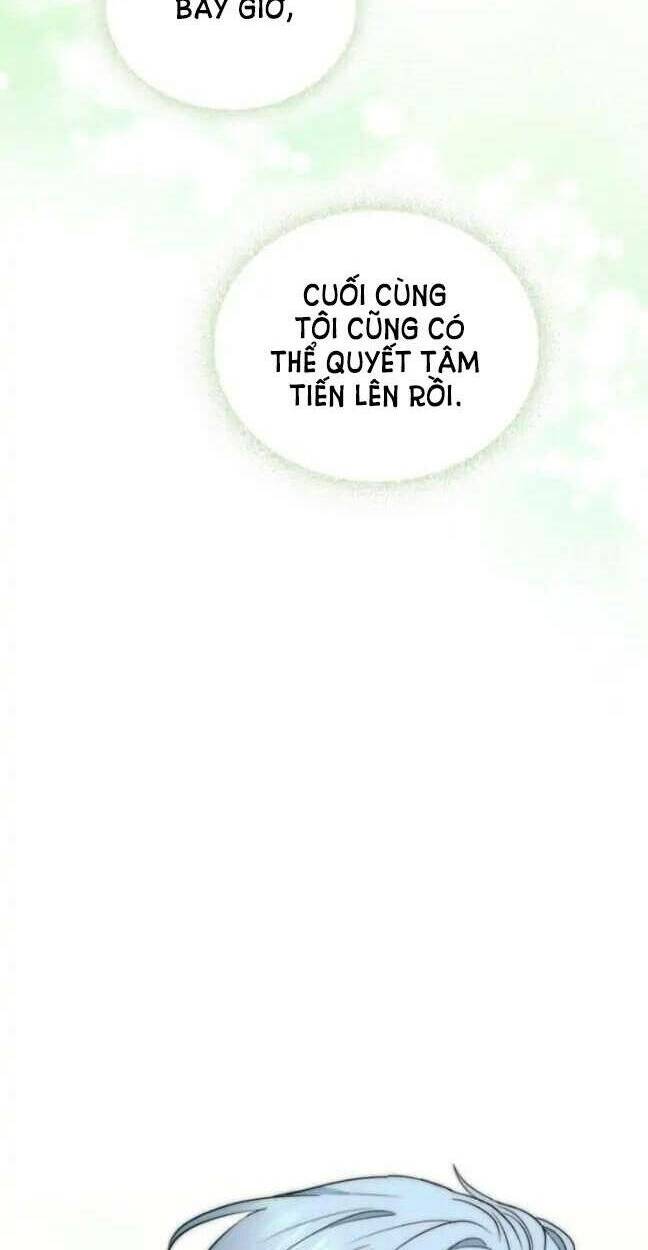 BÂY GIỜ,
CUỐI CÙNG
TÔI CŨNG CÓ
THỂ QUYẾT TÂM
TIẾN LÊN RỒI.